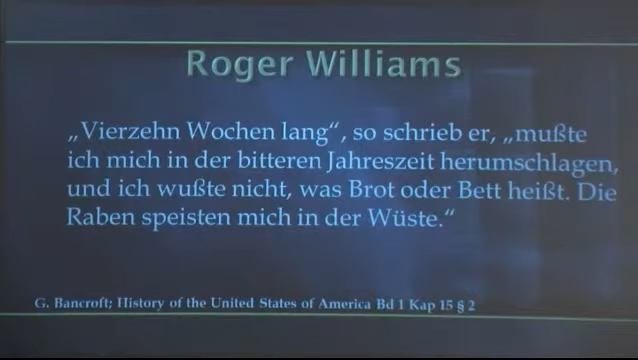 Roger Williams
„Vierzehn Wochen lang“, so schrieb er, „mußte
ich mich in der bitteren Jahreszeit herumschlagen,
und ich wußte nicht, was Brot oder Bett heißt. Die
Raben speisten mich in der Wüste.“
G. Bancroft; History of the United States of America Bd 1 Kap 15 § 2